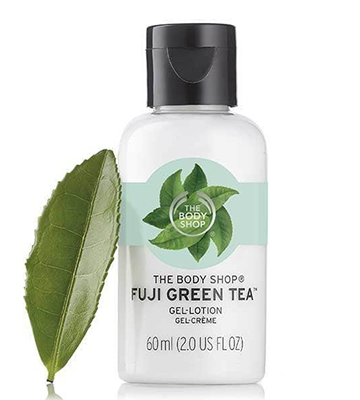 THE
BODY
SHOP®
THE BODY SHOP®
FUJI GREEN TEA™
GEL-LOTION
GEL-CRÈME
60 ml (2.0 US FL OZ)